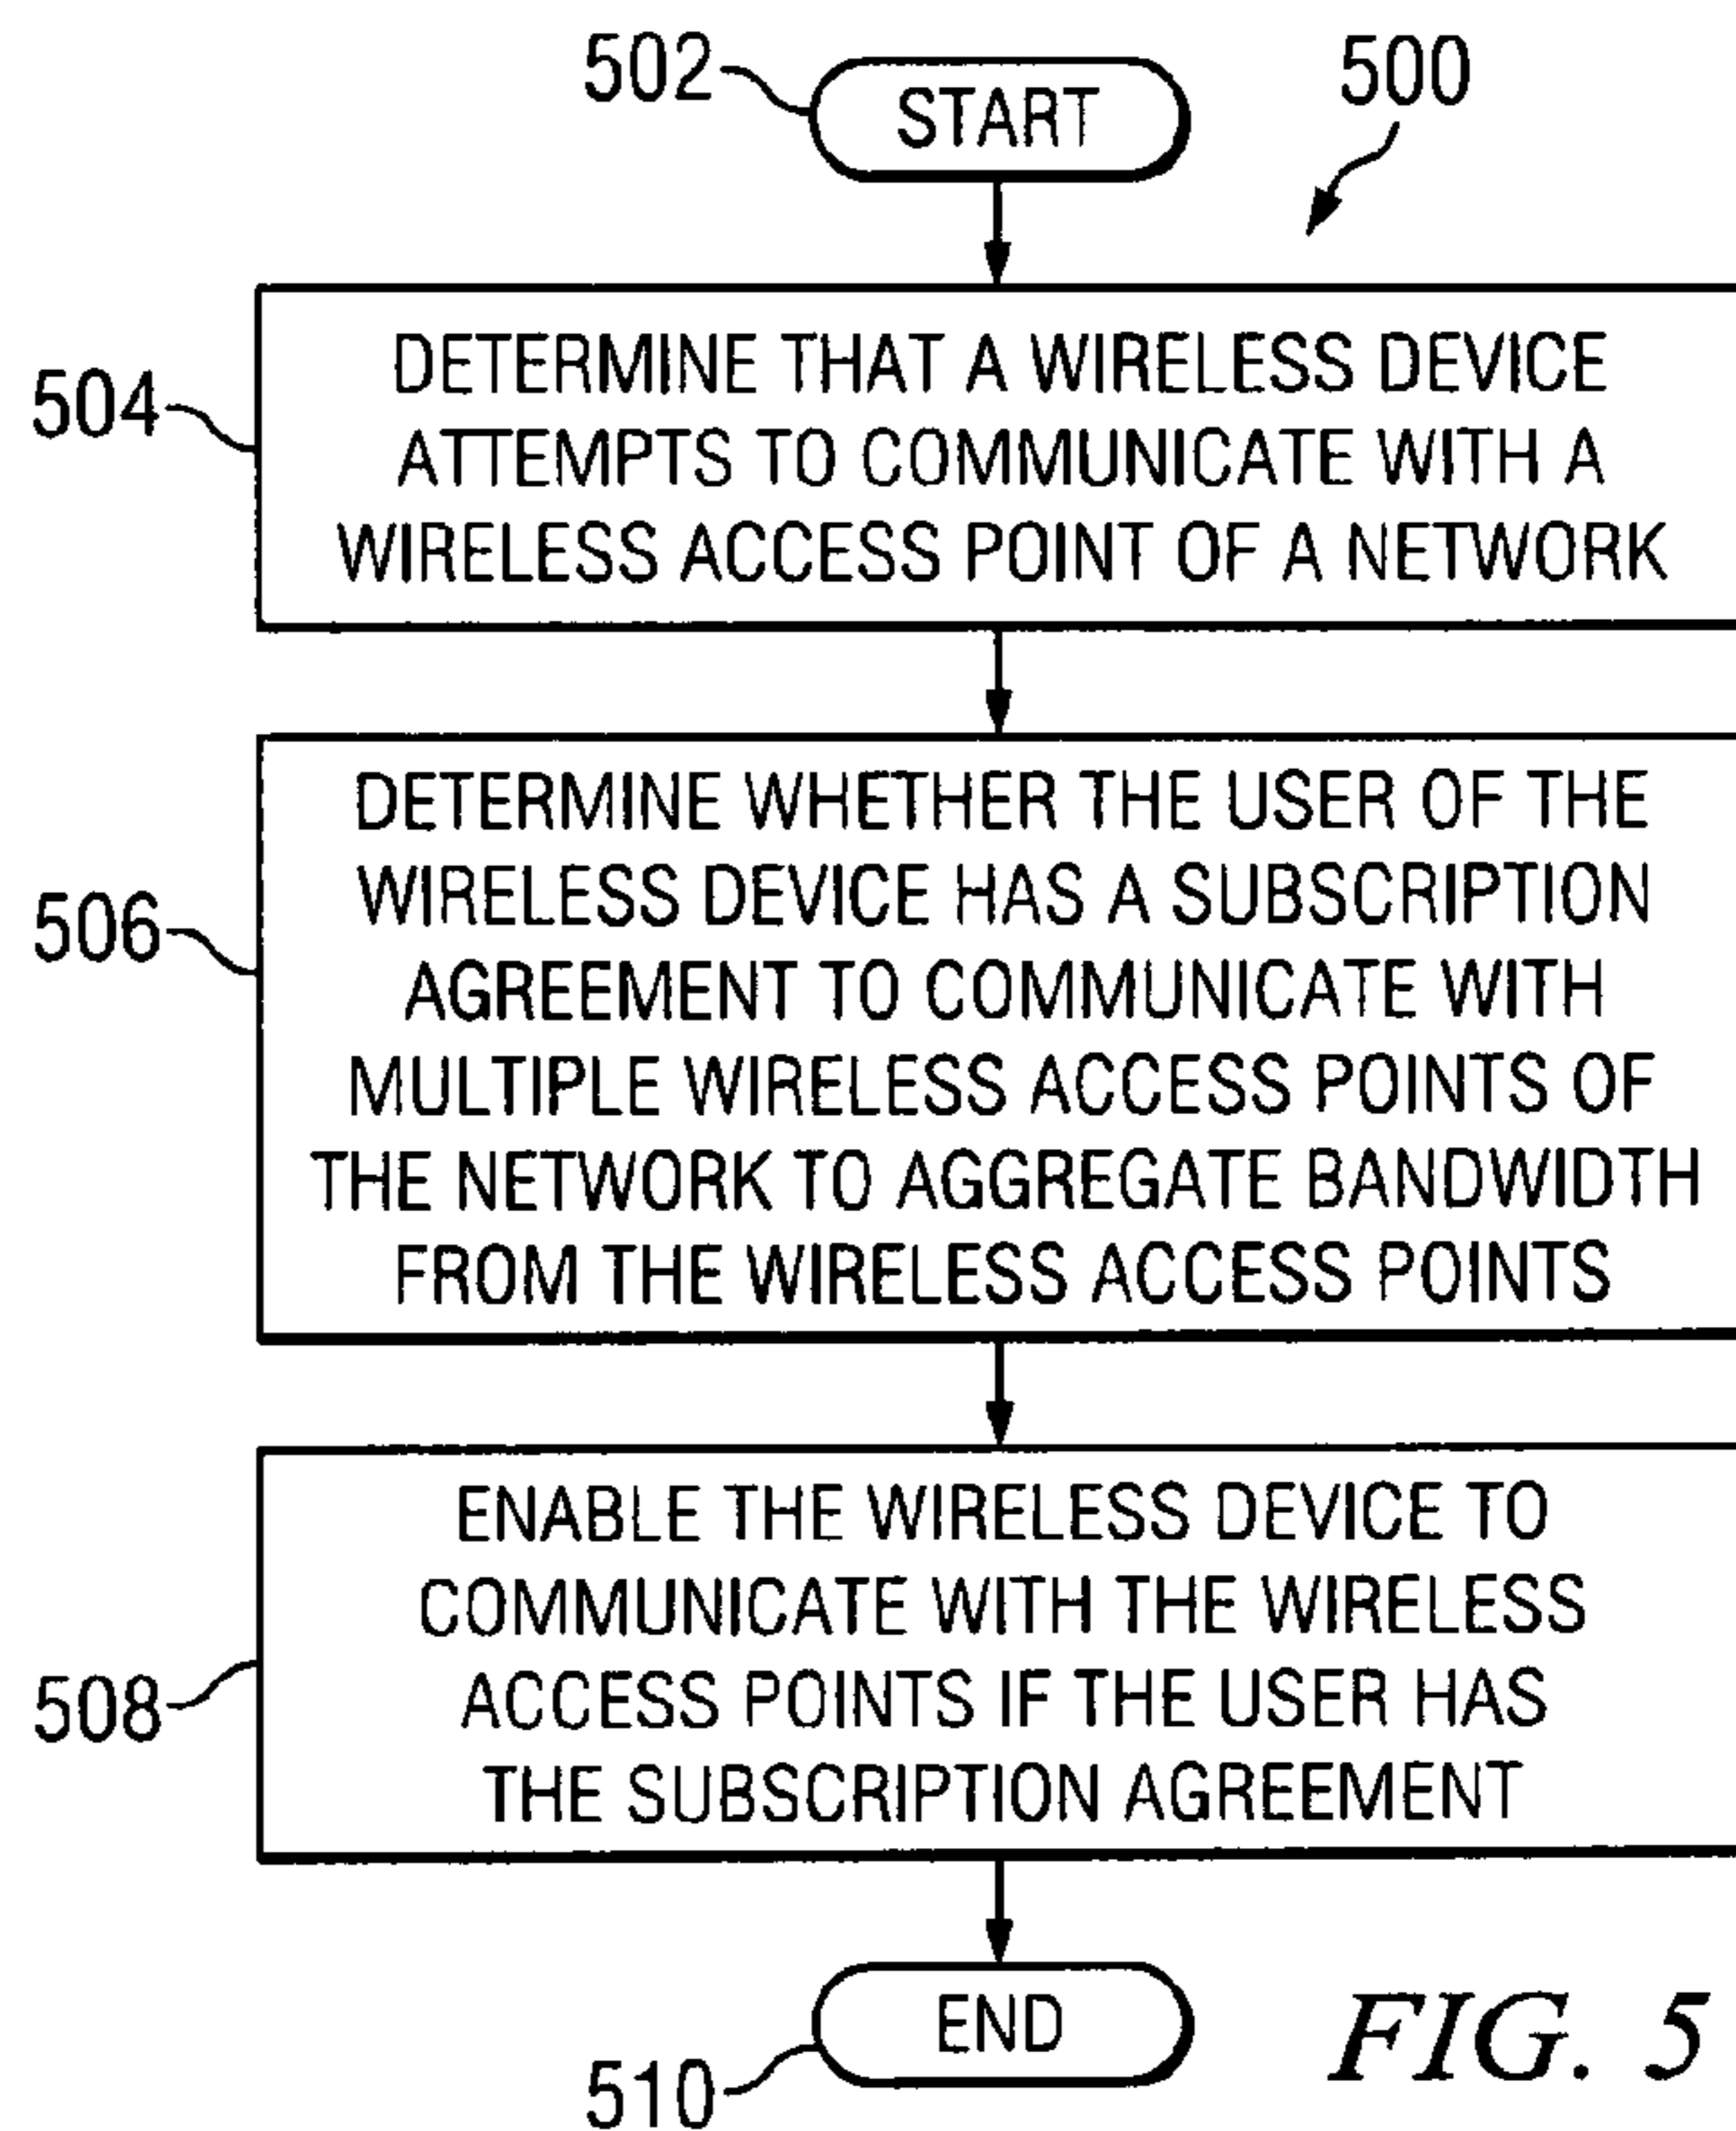 502
START
500
504
DETERMINE THAT A WIRELESS DEVICE
ATTEMPTS TO COMMUNICATE WITH A
WIRELESS ACCESS POINT OF A NETWORK
506
DETERMINE WHETHER THE USER OF THE
WIRELESS DEVICE HAS A SUBSCRIPTION
AGREEMENT TO COMMUNICATE WITH
MULTIPLE WIRELESS ACCESS POINTS OF
THE NETWORK TO AGGREGATE BANDWIDTH
FROM THE WIRELESS ACCESS POINTS
508
ENABLE THE WIRELESS DEVICE TO
COMMUNICATE WITH THE WIRELESS
ACCESS POINTS IF THE USER HAS
THE SUBSCRIPTION AGREEMENT
END
510
FIG. 5